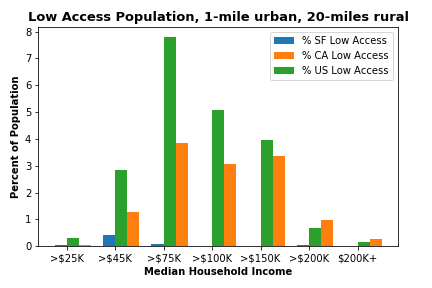 Low Access Population, 1-mile urban, 20-miles rural
8
7
6
5
4
3
2
1
0
Percent of Population
% SF Low Access
% CA Low Access
% US Low Access
>$25K >$45K >$75K >$100K >$150K >$200K $200K+
Median Household Income